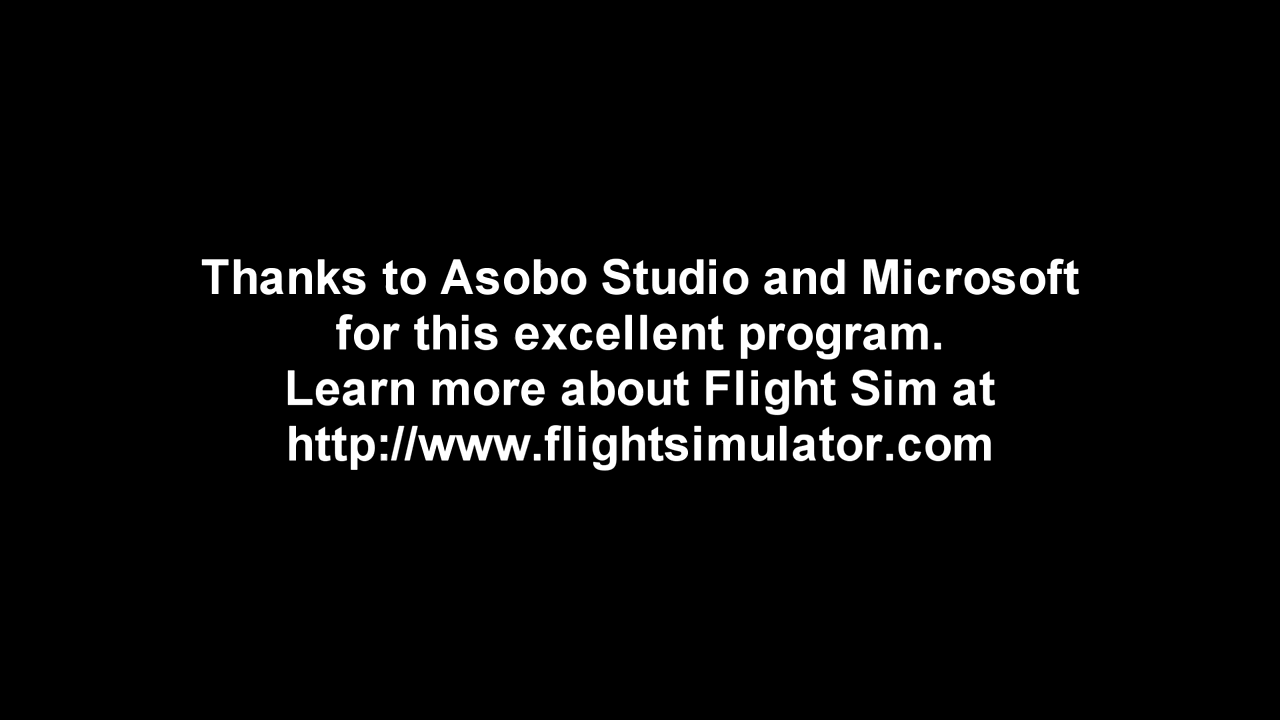 Thanks to Asobo Studio and Microsoft
for this excellent program.
Learn more about Flight Sim at
http://www.flightsimulator.com